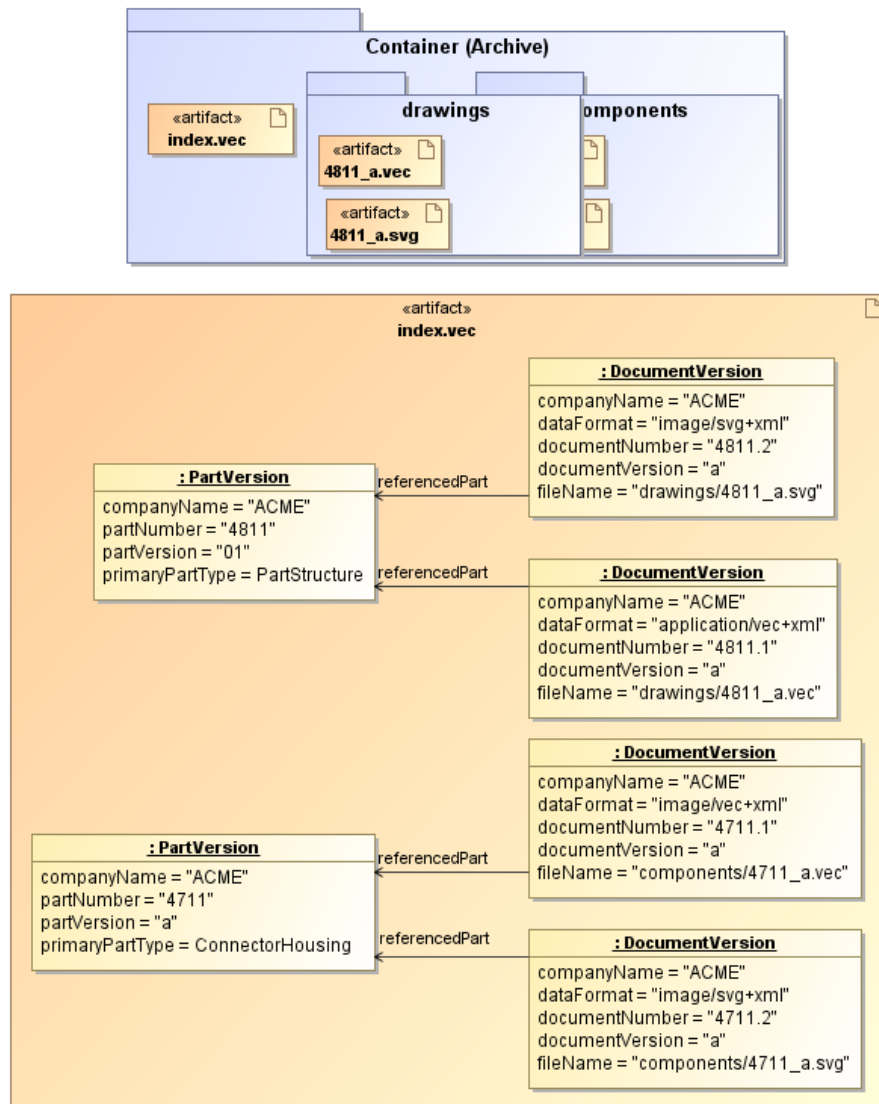 Container (Archive)
«artifact»
index.vec
drawings
«artifact»
4811_a.vec
«artifact»
4811_a.svg
omponents
«artifact»
index.vec
: DocumentVersion
companyName = "ACME"
dataFormat = "image/svg+xml"
documentNumber = "4811.2"
documentVersion = "a"
fileName = "drawings/4811_a.svg"
: PartVersion
companyName = "ACME"
partNumber = "4811"
partVersion = "01"
primaryPartType = PartStructure
referencedPart
referencedPart
: DocumentVersion
companyName = "ACME"
dataFormat = "application/vec+xml"
documentNumber = "4811.1"
documentVersion = "a"
fileName = "drawings/4811_a.vec"
: DocumentVersion
companyName = "ACME"
dataFormat = "image/vec+xml"
documentNumber = "4711.1"
documentVersion = "a"
fileName = "components/4711_a.vec"
: PartVersion
companyName = "ACME"
partNumber = "4711"
partVersion = "a"
primaryPartType = ConnectorHousing
referencedPart
referencedPart
: DocumentVersion
companyName = "ACME"
dataFormat = "image/svg+xml"
documentNumber = "4711.2"
documentVersion = "a"
fileName = "components/4711_a.svg"